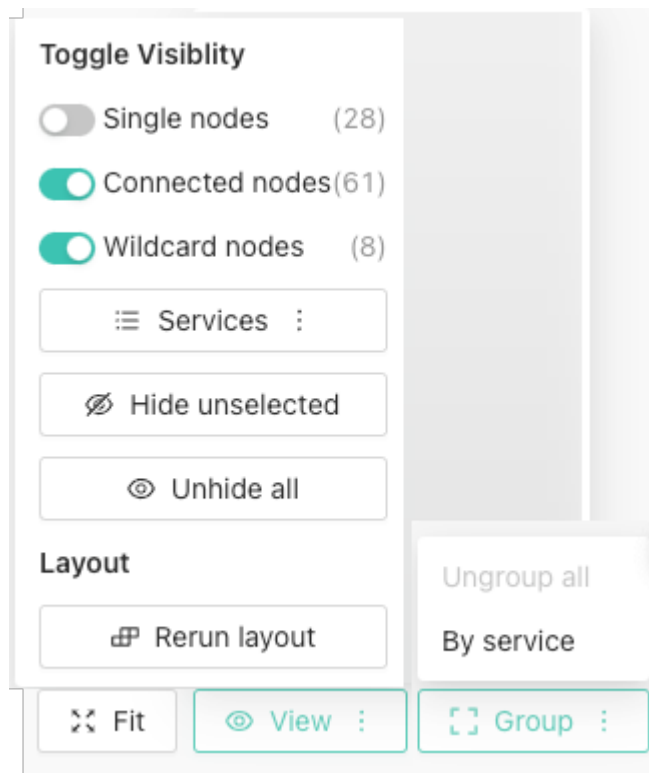 Toggle Visiblity
Single nodes (28)
Connected nodes(61)
Wildcard nodes (8)
Services
Hide unselected
Unhide all
Layout
Rerun layout
Ungroup all
By service
Fit View Group